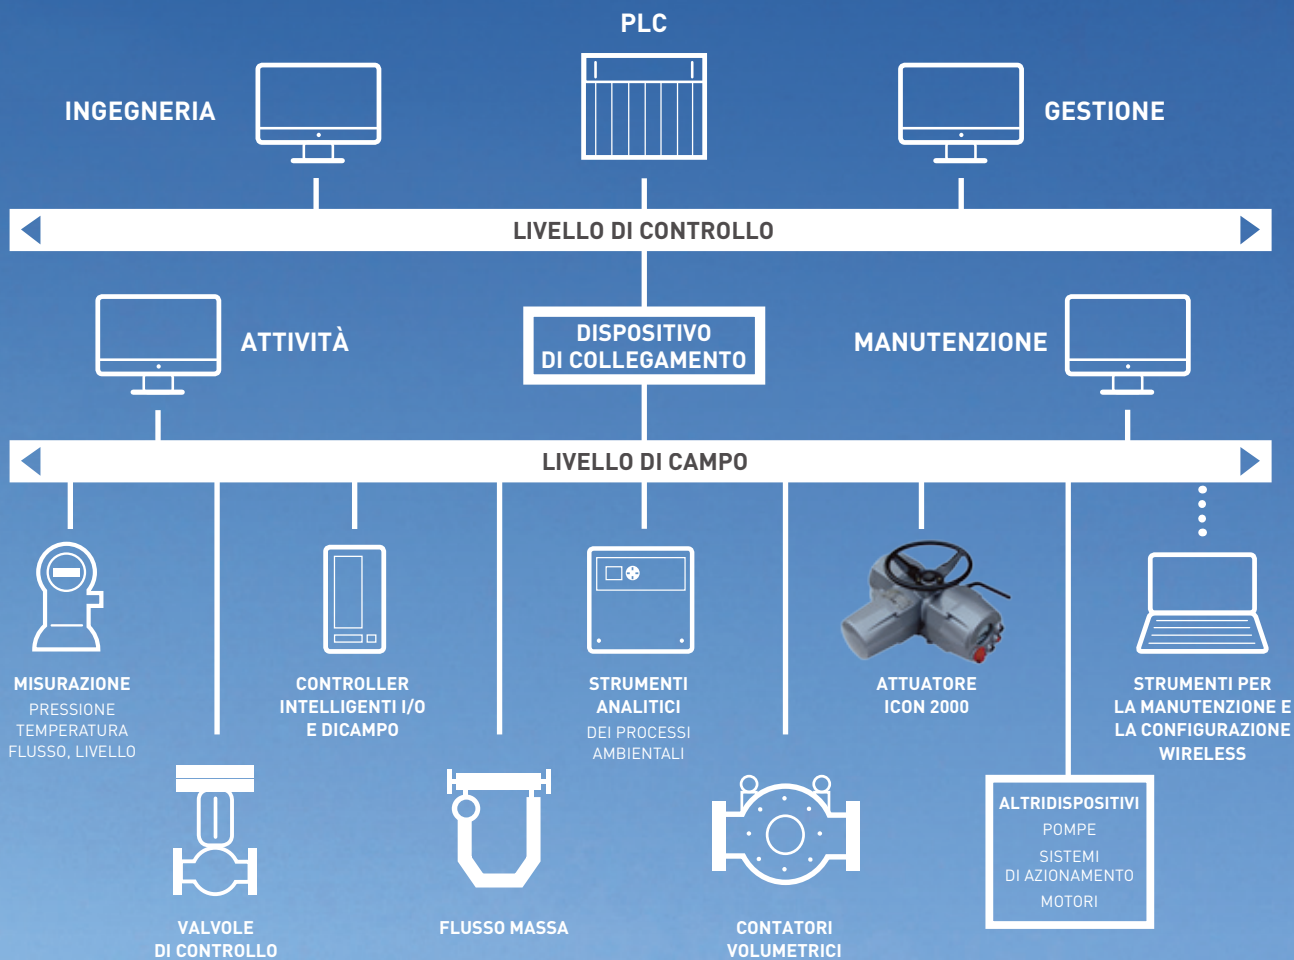 PLC
INGEGNERIA
GESTIONE
LIVELLO DI CONTROLLO
ATTIVITÀ
DISPOSITIVO
DI COLLEGAMENTO
MANUTENZIONE
LIVELLO DI CAMPO
MISURAZIONE
PRESSIONE
TEMPERATURA
FLUSSO, LIVELLO
CONTROLLER
INTELLIGENTI I/O
E DICAMPO
STRUMENTI
ANALITICI
DEI PROCESSI
AMBIENTALI
ATTUATORE
ICON 2000
STRUMENTI PER
LA MANUTENZIONE E
LA CONFIGURAZIONE
WIRELESS
VALVOLE
DI CONTROLLO
FLUSSO MASSA
CONTATORI
VOLUMETRICI
ALTRIDISPOSITIVI
POMPE
SISTEMI
DI AZIONAMENTO
MOTORI